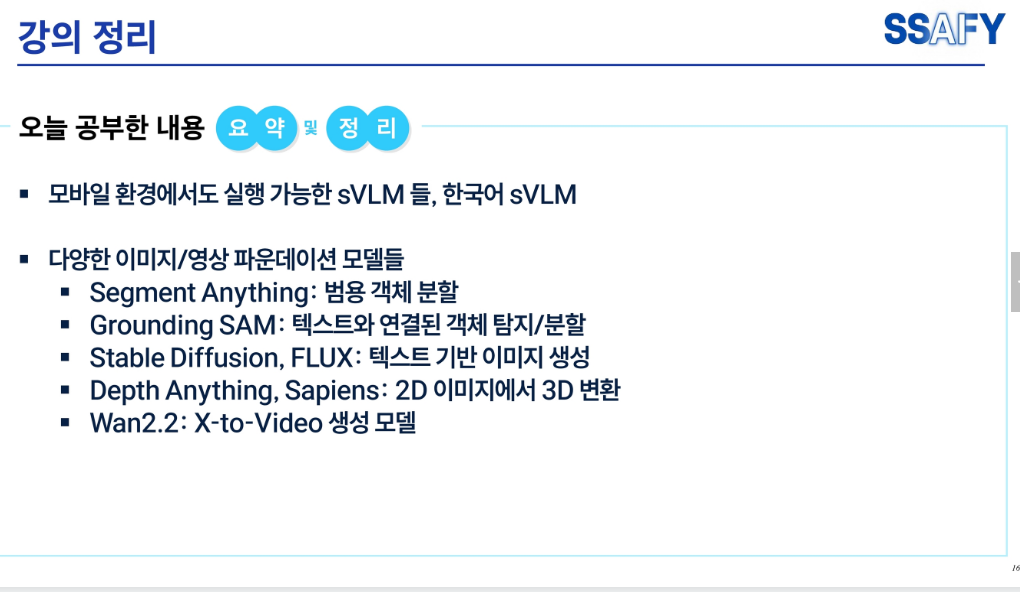 강의 정리
SSAFY
오늘 공부한 내용 요약 및 정리
▪ 모바일 환경에서도 실행 가능한 sVLM 들, 한국어 sVLM
▪ 다양한 이미지/영상 파운데이션 모델들
▪ Segment Anything: 범용 객체 분할
▪ Grounding SAM: 텍스트와 연결된 객체 탐지/분할
▪ Stable Diffusion, FLUX: 텍스트 기반 이미지 생성
▪ Depth Anything, Sapiens: 2D 이미지에서 3D 변환
▪ Wan2.2: X-to-Video 생성 모델